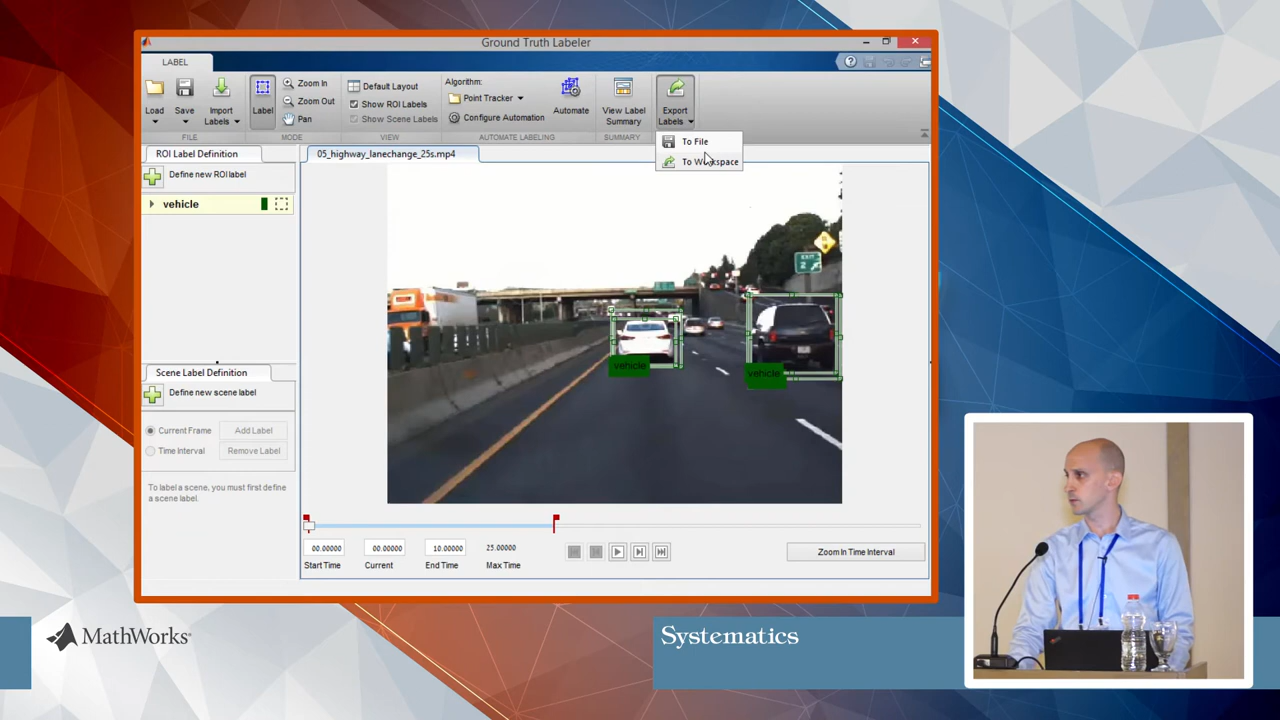 Ground Truth Labeler
LABEL
Load
Save
Import
Labels
Label
Zoom In
Zoom Out
Pan
Default Layout
Show ROI Labels
Show Scene Labels
Algorithm:
Point Tracker
Configure Automation
Automate
View Label
Summary
Export
Labels
FILE
MODE
VIEW
AUTOMATE LABELING
SUMMARY
To File
To Workspace
ROI Label Definition
Define new ROI label
vehicle
05_highway_lanechange_25s.mp4
EXIT
2
vehicle
vehicle
Scene Label Definition
Define new scene label
Current Frame
Add Label
Time Interval
Remove Label
To label a scene, you must first define
a scene label.
00.00000
00.00000
10.00000
25.00000
Start Time
Current
End Time
Max Time
Zoom In Time Interval
MathWorks®
Systematics